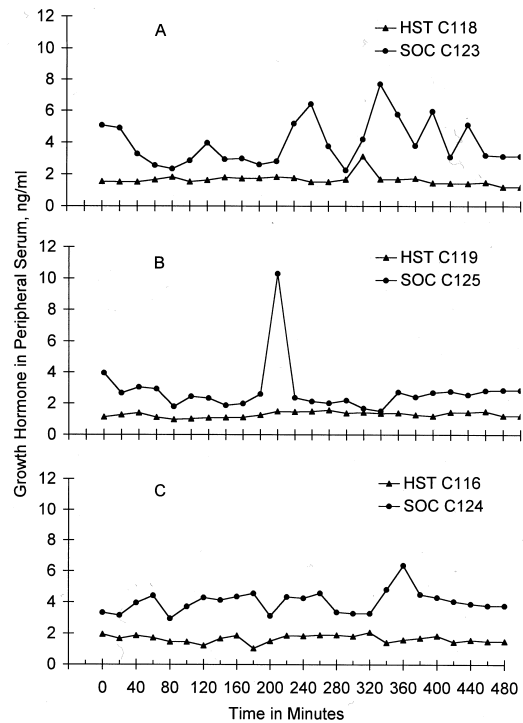 12
10
8
6
4
2
0
A
HST C118
SOC C123
12
10
8
6
4
2
0
B
HST C119
SOC C125
12
10
8
6
4
2
0
C
HST C116
SOC C124
Growth Hormone in Peripheral Serum, ng/ml
0 40 80 120 160 200 240 280 320 360 400 440 480
Time in Minutes